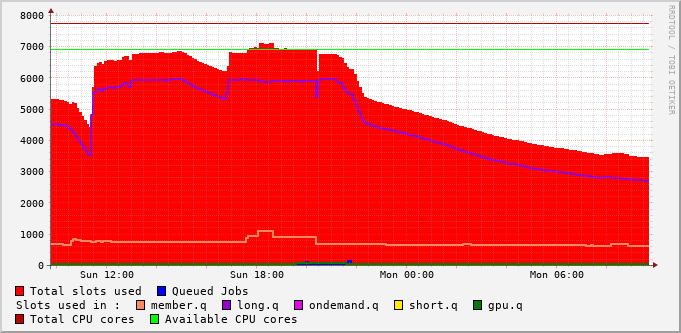 8000
7000
6000
5000
4000
3000
2000
1000
0
Sun 12:00 Sun 18:00 Mon 00:00 Mon 06:00
Total slots used Queued Jobs
Slots used in : member.q long.q ondemand.q short.q gpu.q
Total CPU cores Available CPU cores
RRDTOOL / TOBI OETIKER